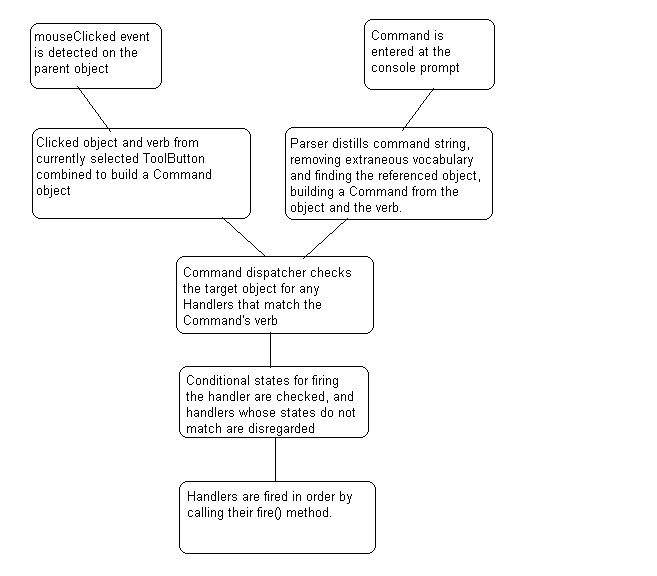 mouseClicked event
is detected on the
parent object
Command is
entered at the
console prompt
Clicked object and verb from
currently selected ToolButton
combined to build a Command
object
Parser distills command string,
removing extraneous vocabulary
and finding the referenced object,
building a Command from the
object and the verb.
Command dispatcher checks
the target object for any
Handlers that match the
Command's verb
Conditional states for firing
the handler are checked, and
handlers whose states do not
match are disregarded
Handlers are fired in order by
calling their fire() method.